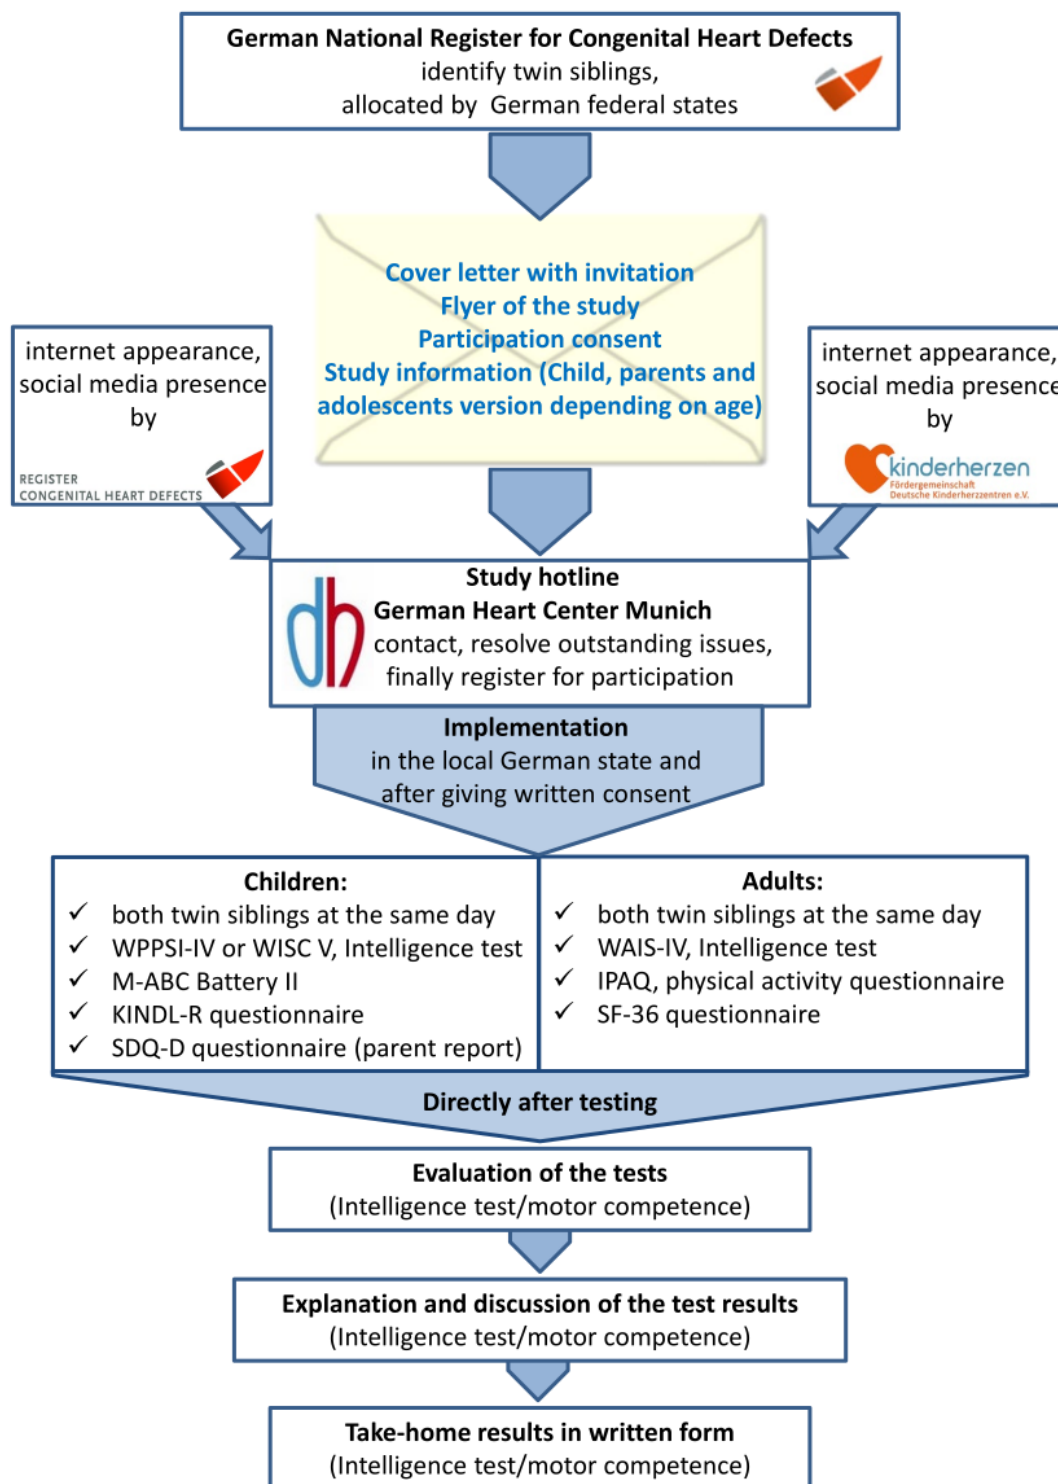 German National Register for Congenital Heart Defects
identify twin siblings,
allocated by German federal states
Cover letter with invitation
Flyer of the study
Participation consent
Study information (Child, parents and
adolescents version depending on age)
internet appearance,
social media presence
by
REGISTER
CONGENITAL HEART DEFECTS
internet appearance,
social media presence
by
kinderherzen
Fördergemeinschaft
Deutsche Kinderherzzentren e.V.
Study hotline
dh
German Heart Center Munich
contact, resolve outstanding issues,
finally register for participation
Implementation
in the local German state and
after giving written consent
Children:
✓ both twin siblings at the same day
✓ WPPSI-IV or WISC V, Intelligence test
✓ M-ABC Battery II
✓ KINDL-R questionnaire
✓ SDQ-D questionnaire (parent report)
Adults:
✓ both twin siblings at the same day
✓ WAIS-IV, Intelligence test
✓ IPAQ, physical activity questionnaire
✓ SF-36 questionnaire
Directly after testing
Evaluation of the tests
(Intelligence test/motor competence)
Explanation and discussion of the test results
(Intelligence test/motor competence)
Take-home results in written form
(Intelligence test/motor competence)